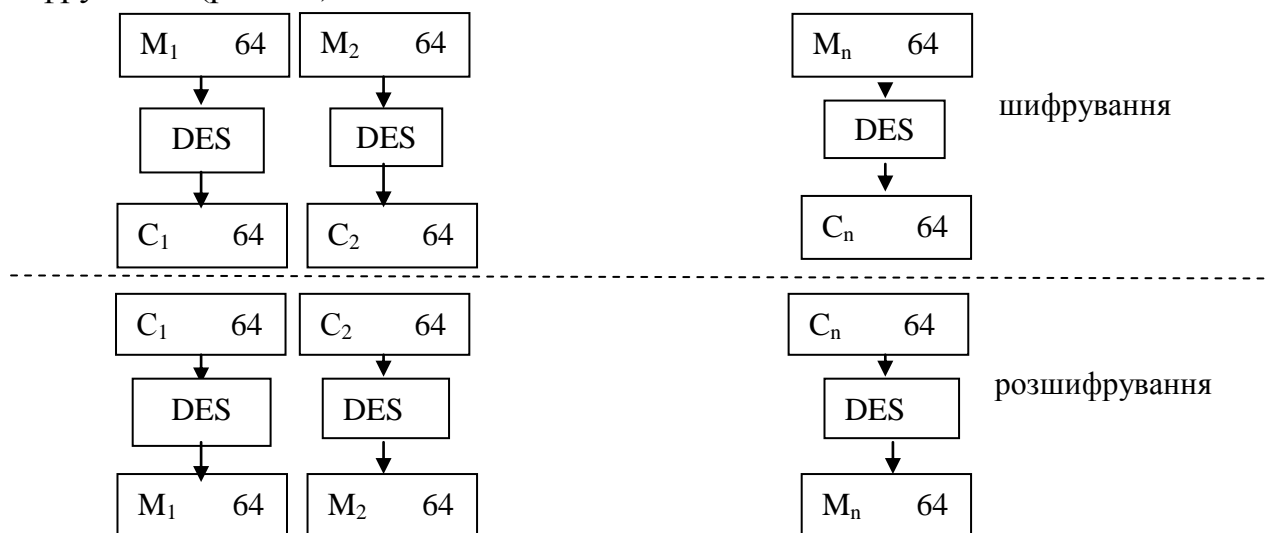 M₁ 64 M₂ 64 Mₙ 64
шифрування
DES DES DES
C₁ 64 C₂ 64 Cₙ 64
C₁ 64 C₂ 64 Cₙ 64
розшифрування
DES DES DES
M₁ 64 M₂ 64 Mₙ 64